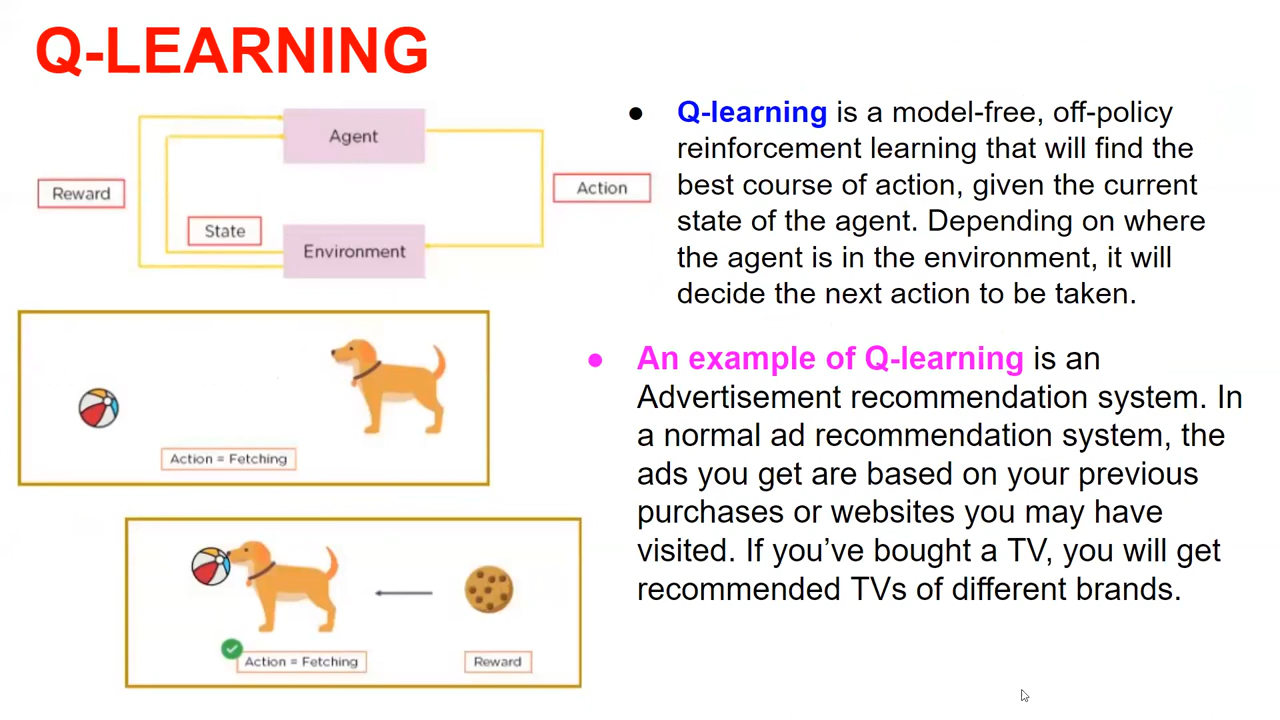 Q-LEARNING
Agent
Reward
Action
State
Environment
Action = Fetching
Action = Fetching
Reward
● Q-learning is a model-free, off-policy
reinforcement learning that will find the
best course of action, given the current
state of the agent. Depending on where
the agent is in the environment, it will
decide the next action to be taken.
● An example of Q-learning is an
Advertisement recommendation system. In
a normal ad recommendation system, the
ads you get are based on your previous
purchases or websites you may have
visited. If you’ve bought a TV, you will get
recommended TVs of different brands.